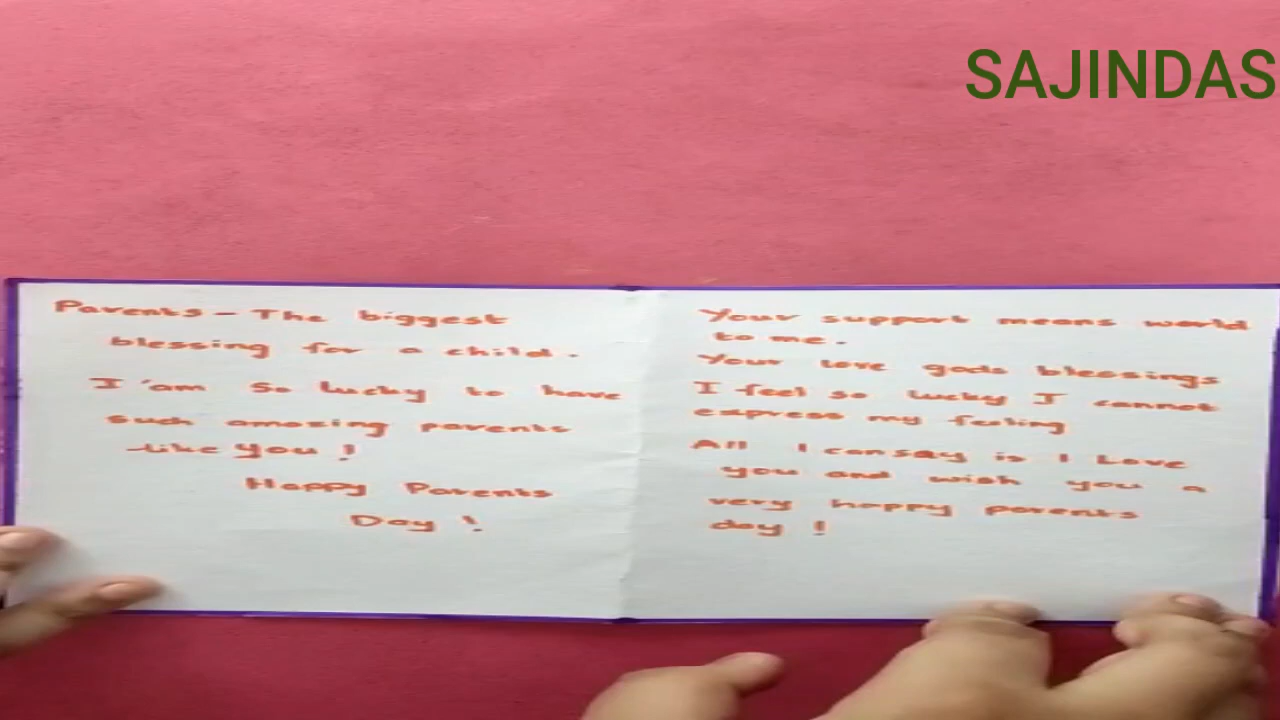 SAJINDAS
Parents - The biggest
blessing for a child.
I 'am so lucky to have
such amazing parents
like you !
Happy Parents
Day !
Your support means world
to me.
Your love gods blessings
I feel so lucky I cannot
express my feeling
All I can say is I Love
you and wish you a
very happy parents
day !